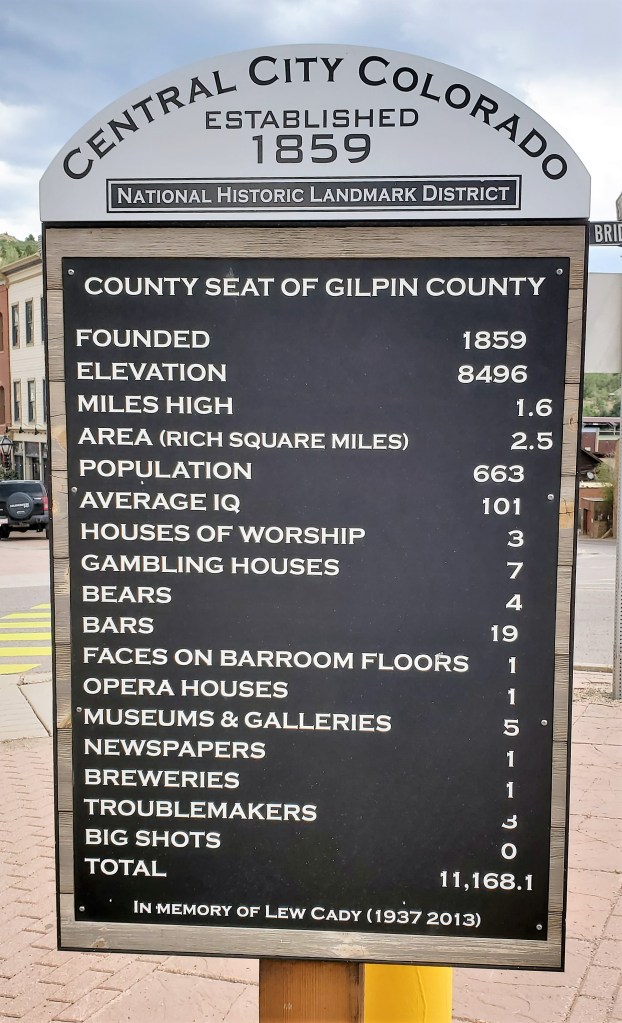 CENTRAL CITY COLORADO
ESTABLISHED
1859
NATIONAL HISTORIC LANDMARK DISTRICT
BRID
COUNTY SEAT OF GILPIN COUNTY
FOUNDED 1859
ELEVATION 8496
MILES HIGH 1.6
AREA (RICH SQUARE MILES) 2.5
POPULATION 663
AVERAGE IQ 101
HOUSES OF WORSHIP 3
GAMBLING HOUSES 7
BEARS 4
BARS 19
FACES ON BARROOM FLOORS 1
OPERA HOUSES 1
MUSEUMS & GALLERIES 5
NEWSPAPERS 1
BREWERIES 1
TROUBLEMAKERS 3
BIG SHOTS 0
TOTAL 11,168.1
IN MEMORY OF LEW CADY (1937 2013)